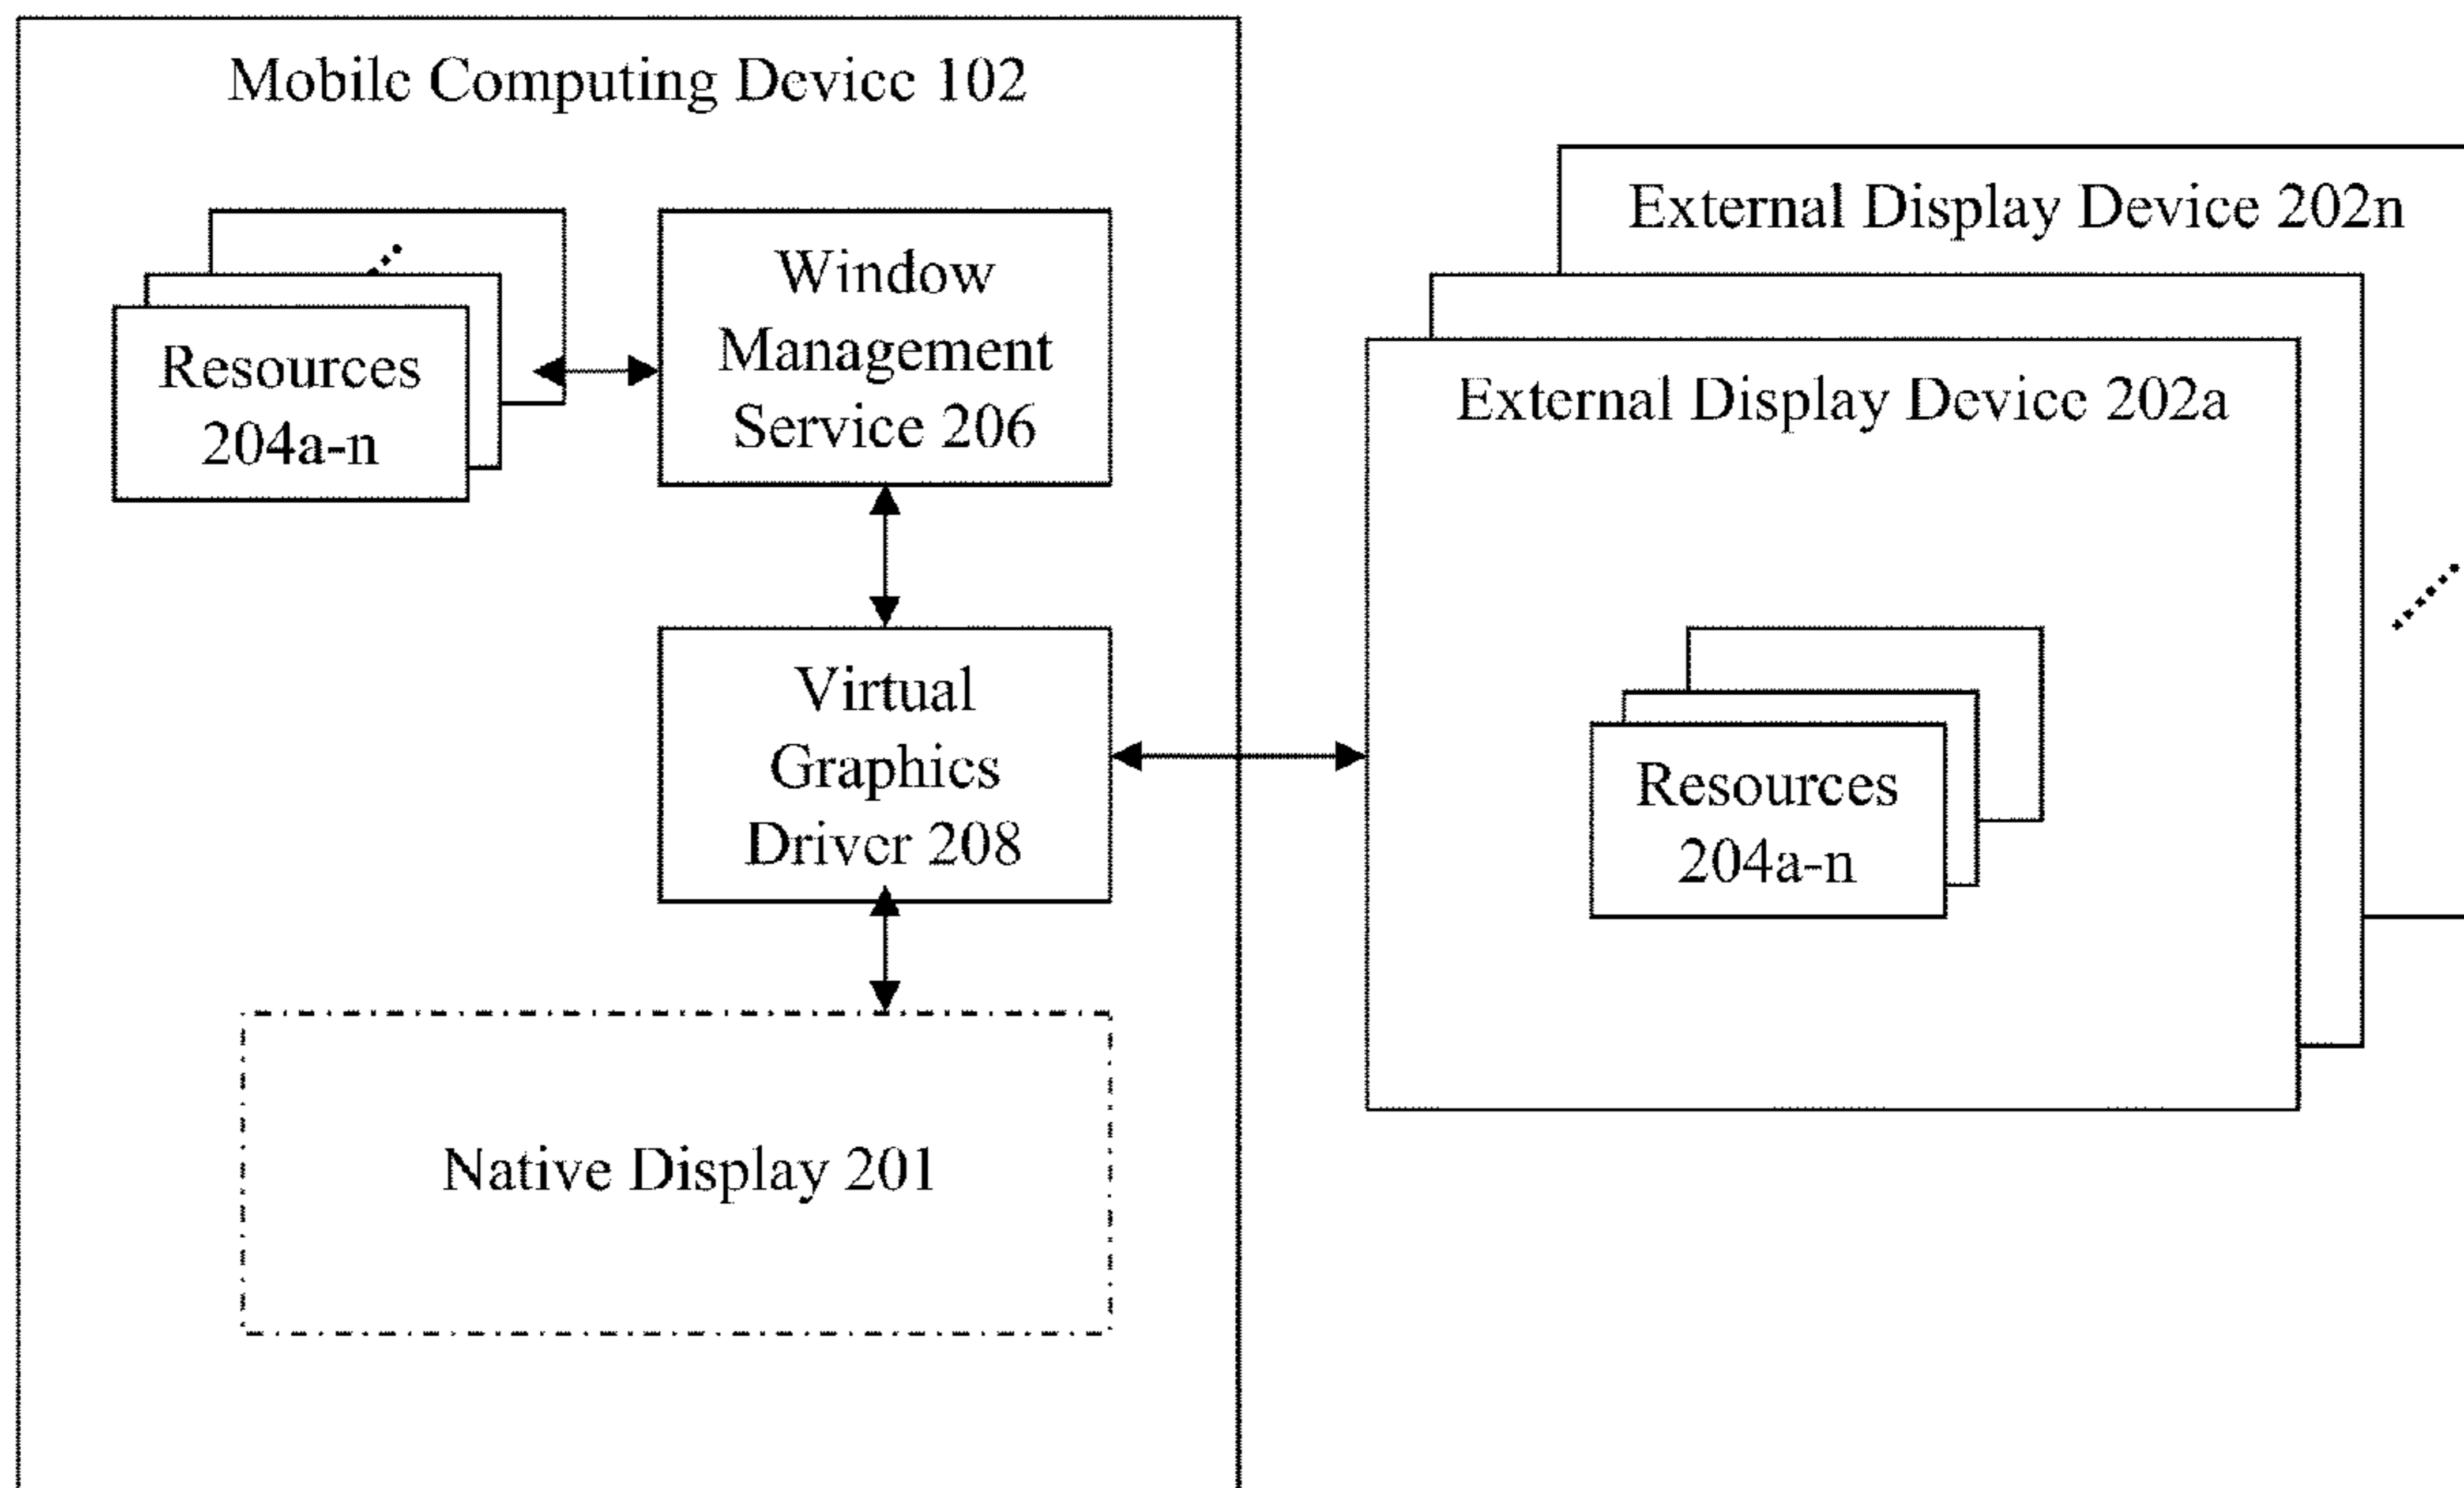 Mobile Computing Device 102
Resources
204a-n
Window
Management
Service 206
Virtual
Graphics
Driver 208
Native Display 201
External Display Device 202n
External Display Device 202a
Resources
204a-n